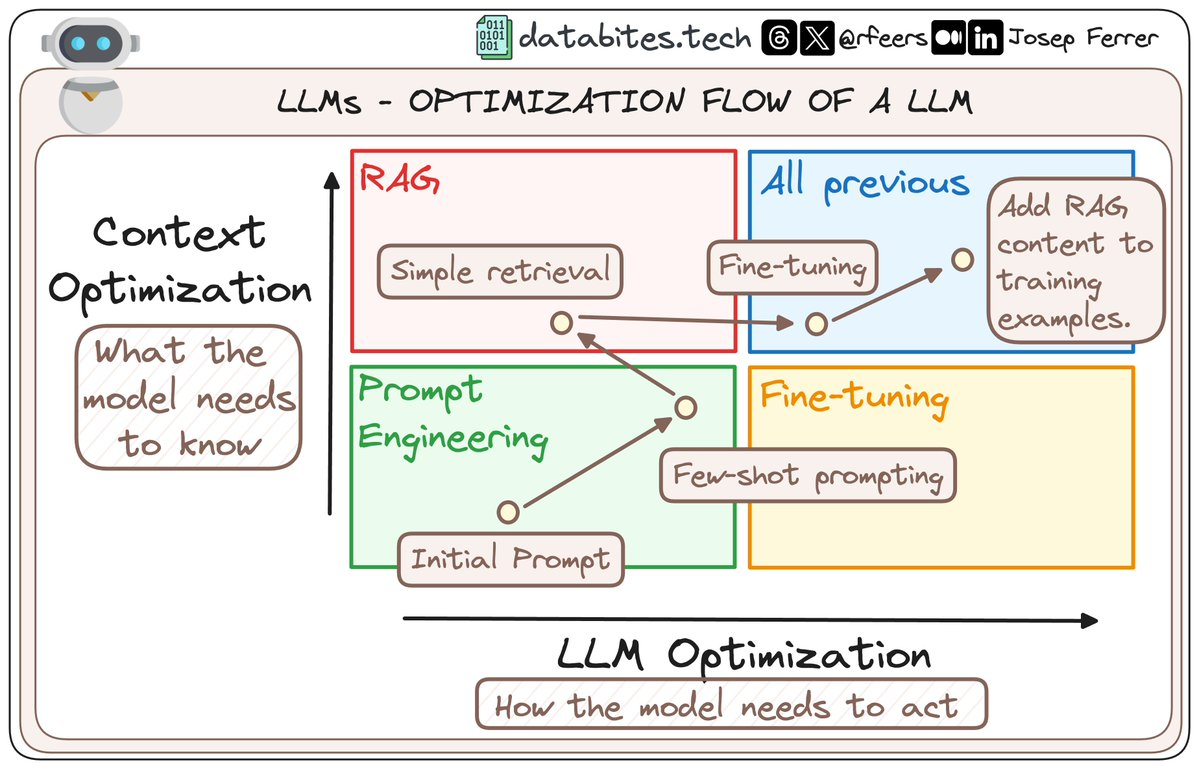 011
0101
001
databites.tech
@rfeers
in
Josep Ferrer
LLMs - OPTIMIZATION FLOW OF A LLM
Context
Optimization
What the
model needs
to know
RAG
Simple retrieval
All previous
Fine-tuning
Add RAG
content to
training
examples.
Prompt
Engineering
Initial Prompt
Few-shot prompting
Fine-tuning
LLM Optimization
How the model needs to act